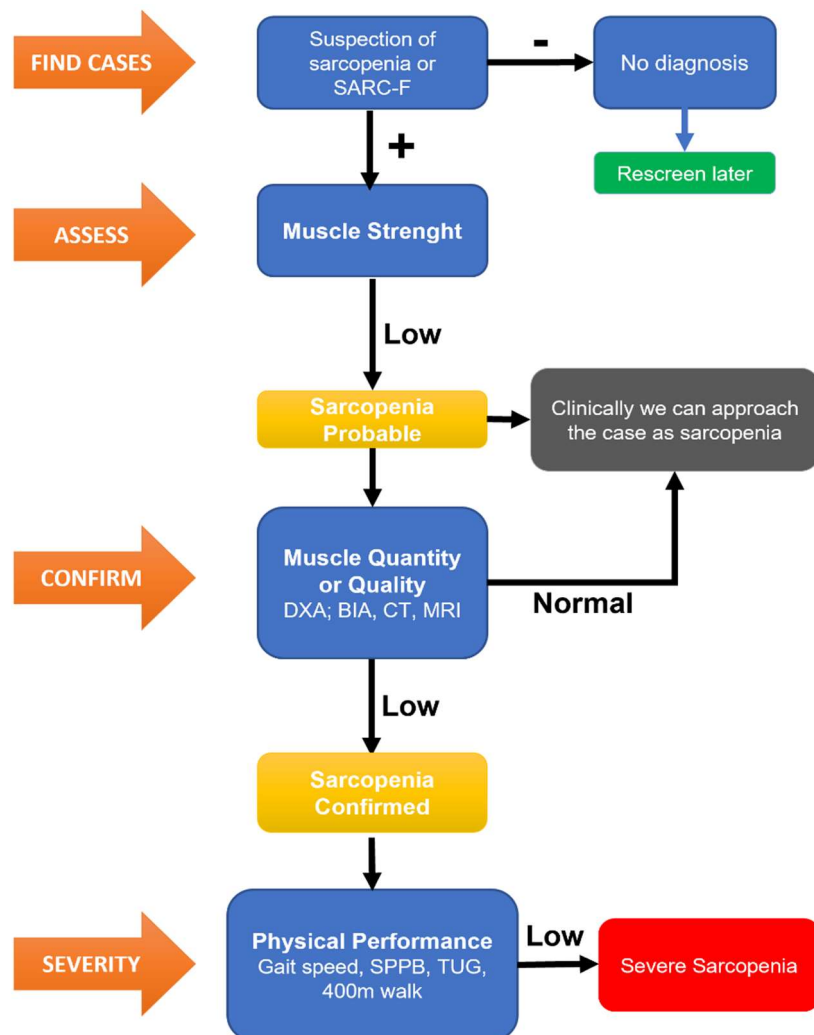 FIND CASES
Suspection of
sarcopenia or
SARC-F
-
No diagnosis
+
Rescreen later
ASSESS
Muscle Strenght
Low
Sarcopenia
Probable
Clinically we can approach
the case as sarcopenia
CONFIRM
Muscle Quantity
or Quality
DXA; BIA, CT, MRI
Normal
Low
Sarcopenia
Confirmed
SEVERITY
Physical Performance
Gait speed, SPPB, TUG,
400m walk
Low
Severe Sarcopenia